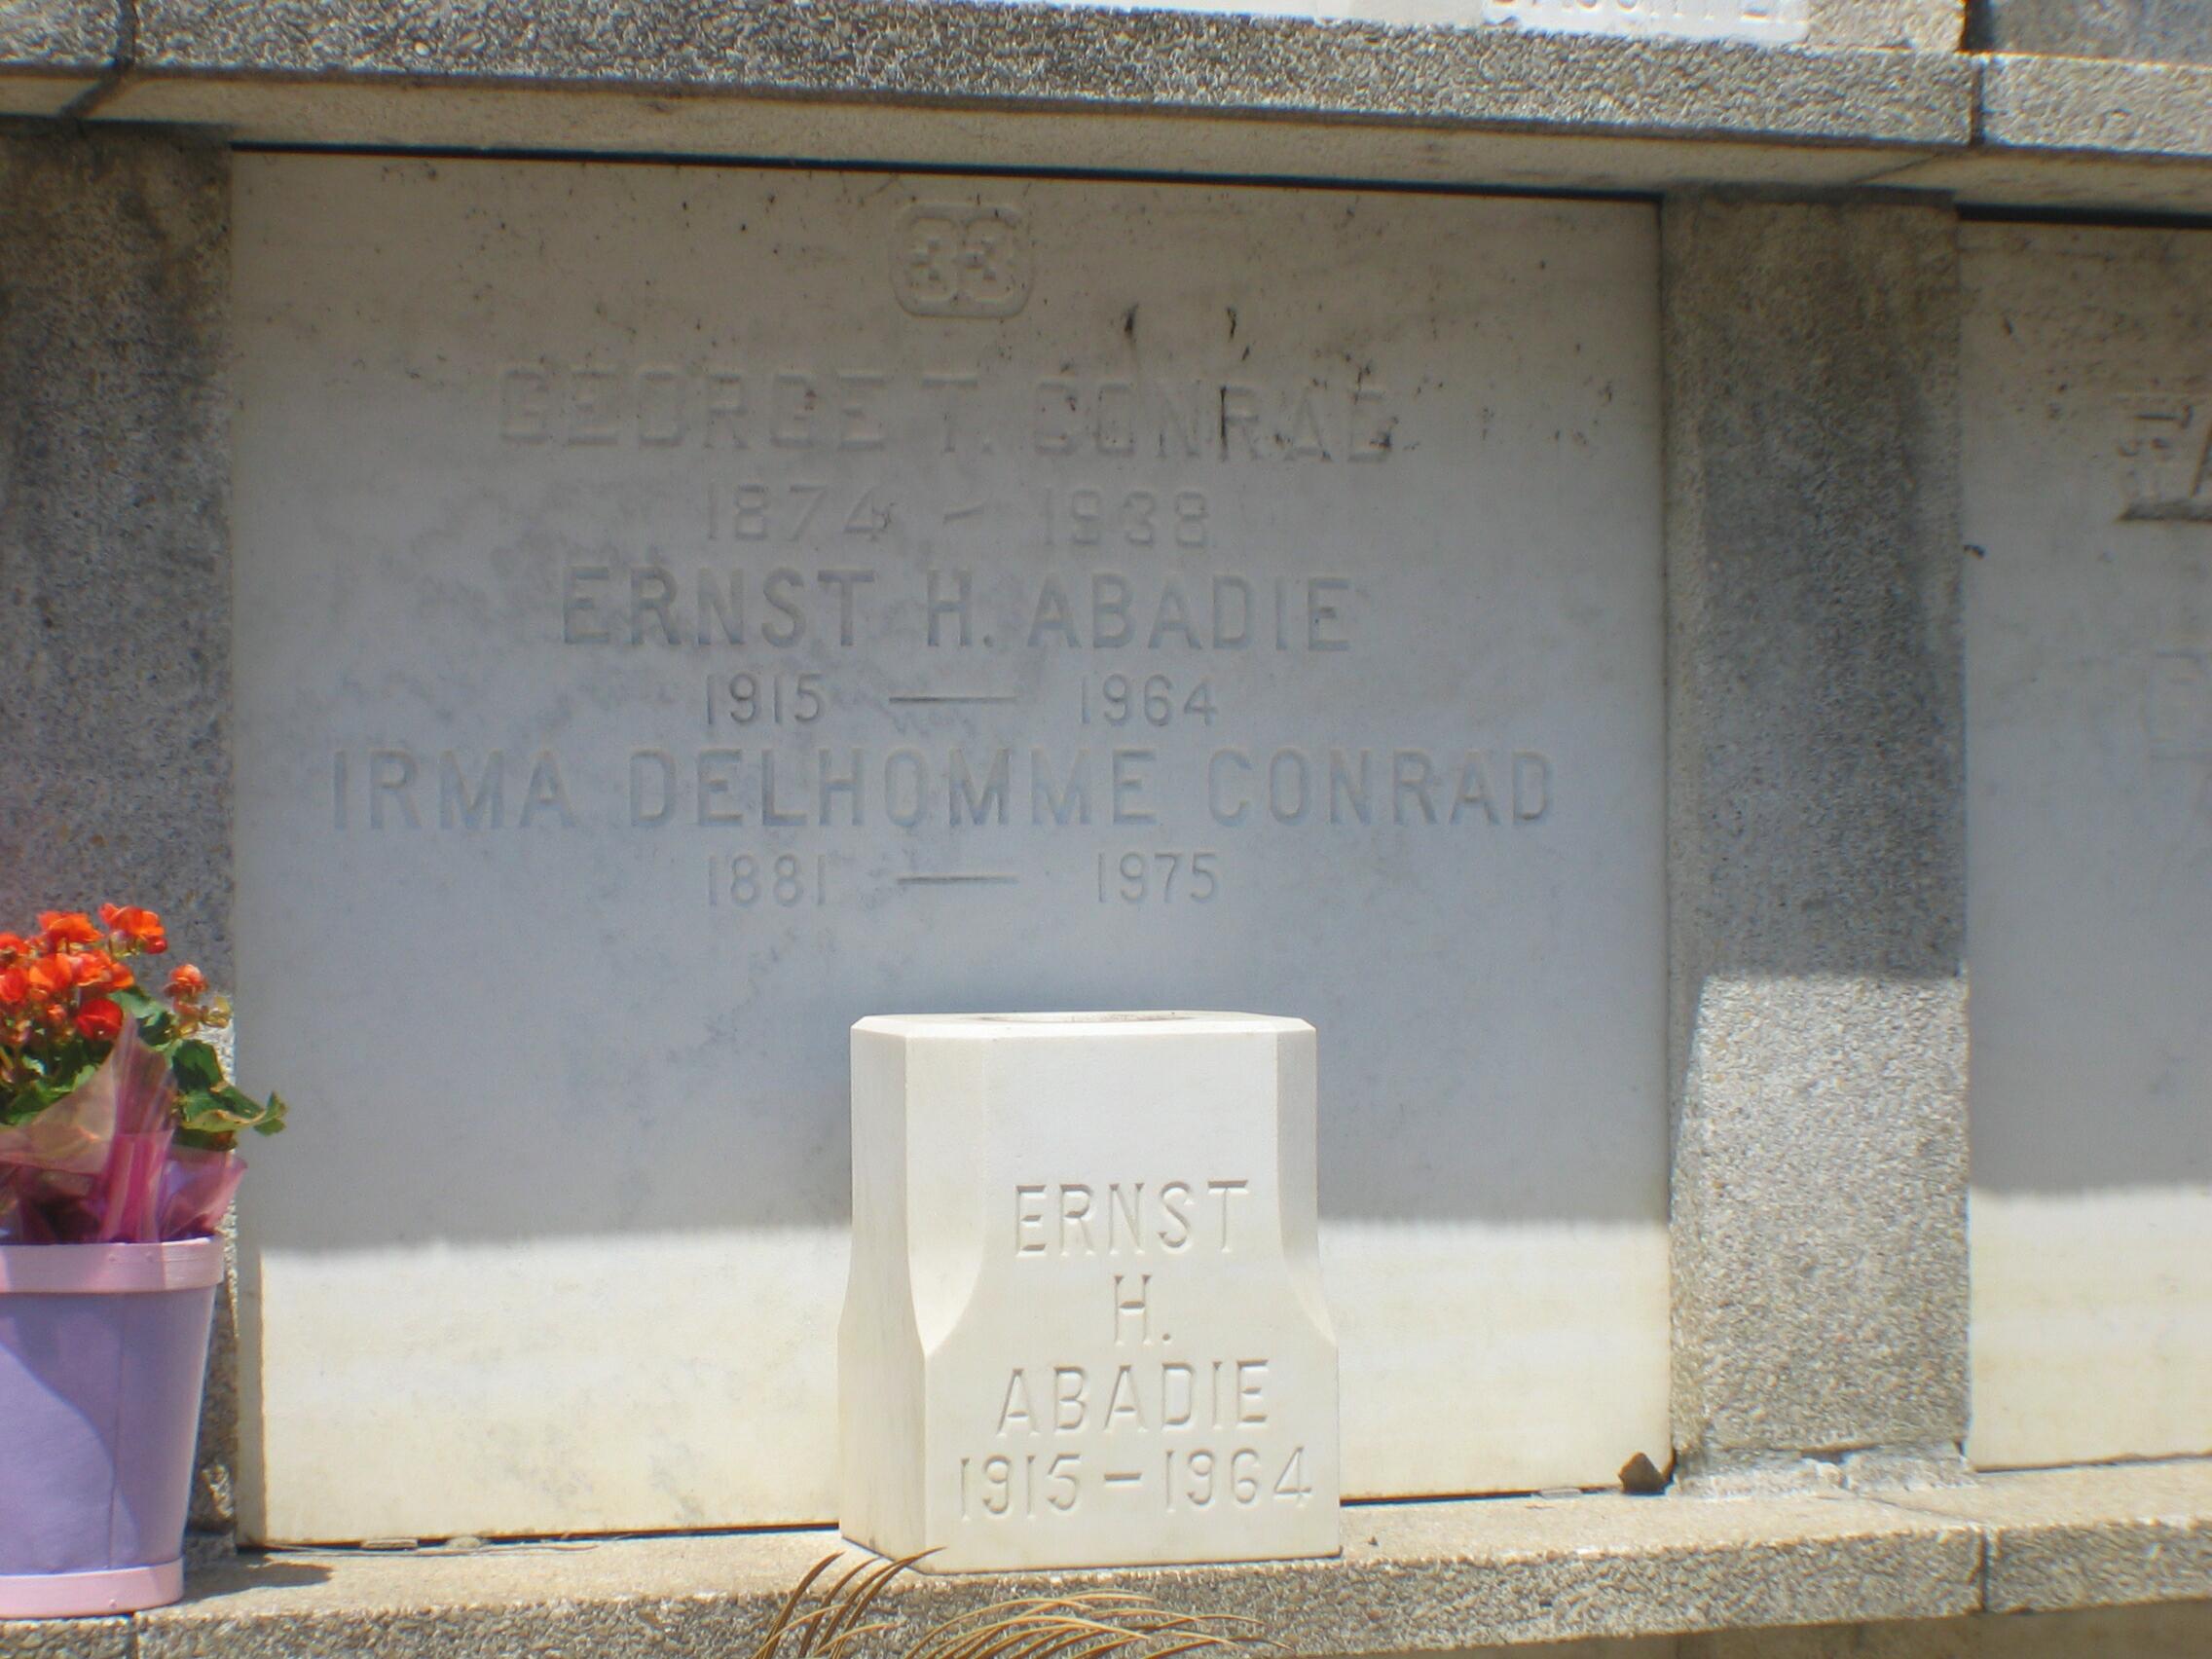 33
GEORGE T. CONRAD
1874 - 1938
ERNST H. ABADIE
1915 — 1964
IRMA DELHOMME CONRAD
1881 — 1975
ERNST
H.
ABADIE
1915 - 1964